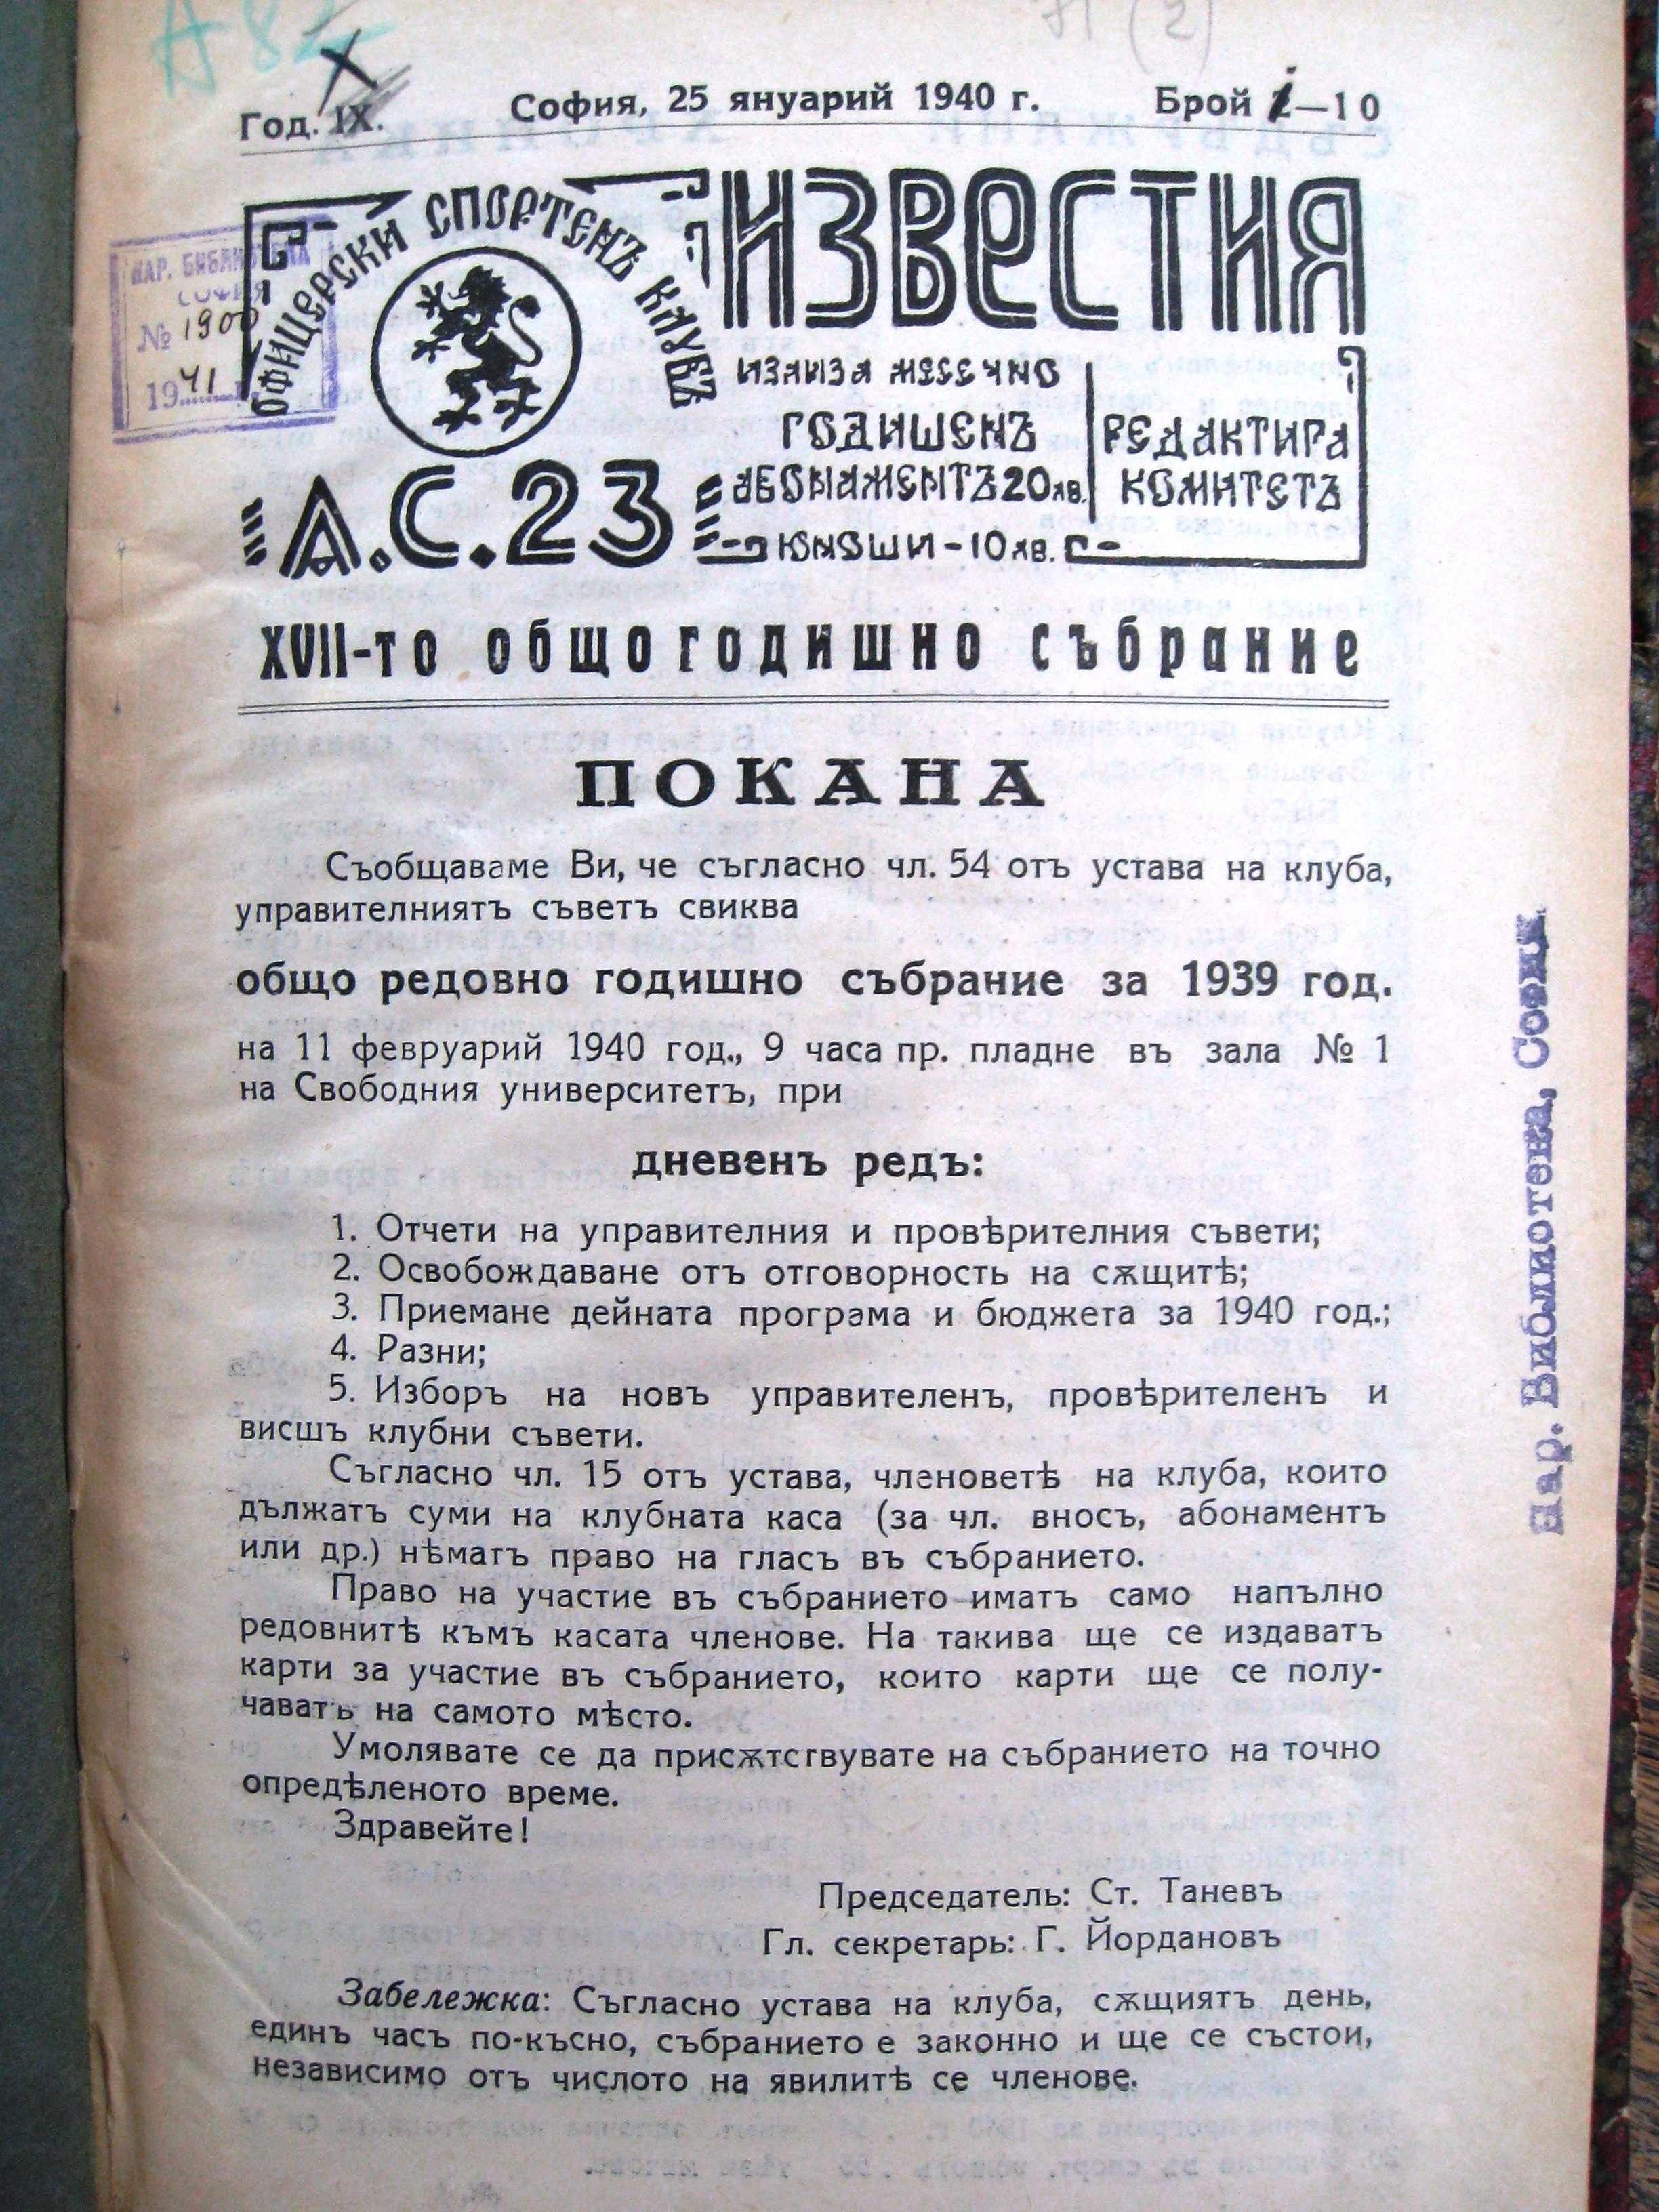 А 82
Х
Год. IX. София, 25 януарий 1940 г. Брой 1—10
ОФИЦЕРСКИ СПОРТЕНЪ КЛУБЪ
ИЗВЕСТИЯ
НАР. БИБЛИОТЕКА
СОФИЯ
№ 1900
1941
ИЗЛИЗА МЕСЕЧНО
ГОДИШЕНЪ
АБОНАМЕНТЪ 20 ЛВ.
ЮНОШИ - 10 ЛВ.
РЕДАКТИРА
КОМИТЕТЪ
А.С. 23
XVII-то общогодишно събрание
ПОКАНА
Съобщаваме Ви, че съгласно чл. 54 отъ устава на клуба,
управителниятъ съветъ свиква
общо редовно годишно събрание за 1939 год.
на 11 февруарий 1940 год., 9 часа пр. пладне въ зала № 1
на Свободния университетъ, при
дневенъ редъ:
1. Отчети на управителния и провѣрителния съвети;
2. Освобождаване отъ отговорность на сѫщитѣ;
3. Приемане дейната програма и бюджета за 1940 год.;
4. Разни;
5. Изборъ на новъ управителенъ, провѣрителенъ и
висшъ клубни съвети.
Съгласно чл. 15 отъ устава, членоветѣ на клуба, които
дължатъ суми на клубната каса (за чл. вносъ, абонаментъ
или др.) нѣматъ право на гласъ въ събранието.
Право на участие въ събранието иматъ само напълно
редовнитѣ къмъ касата членове. На такива ще се издаватъ
карти за участие въ събранието, които карти ще се полу-
чаватъ на самото мѣсто.
Умолявате се да присѫтствувате на събранието на точно
опредѣленото време.
Здравейте!
Председатель: Ст. Таневъ
Гл. секретарь: Г. Йордановъ
Забележка: Съгласно устава на клуба, сѫщиятъ день,
единъ часъ по-късно, събранието е законно и ще се състои,
независимо отъ числото на явилитѣ се членове.
Нар. Библиотека, София